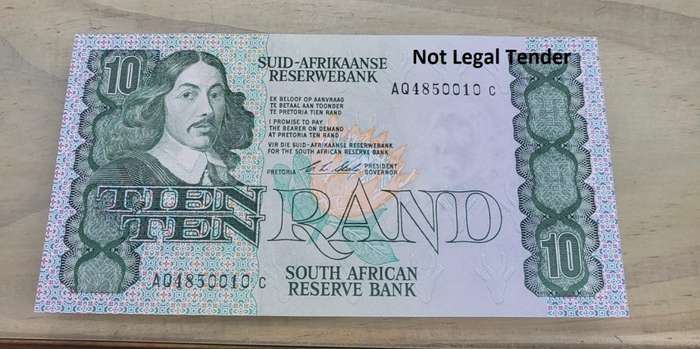 Not Legal Tender
10
SUID-AFRIKAANSE
RESERWEBANK
AQ4850010 C
EK BELOOF OP AANVRAAG
TE BETAAL AAN TOONDER
TE PRETORIA TIEN RAND
I PROMISE TO PAY
THE BEARER ON DEMAND
AT PRETORIA TEN RAND
VIR DIE SUID-AFRIKAANSE RESERWEBANK
FOR THE SOUTH AFRICAN RESERVE BANK
PRETORIA
PRESIDENT
GOVERNOR
TIEN
TEN
RAND
AQ4850010 C
SOUTH AFRICAN
RESERVE BANK
10